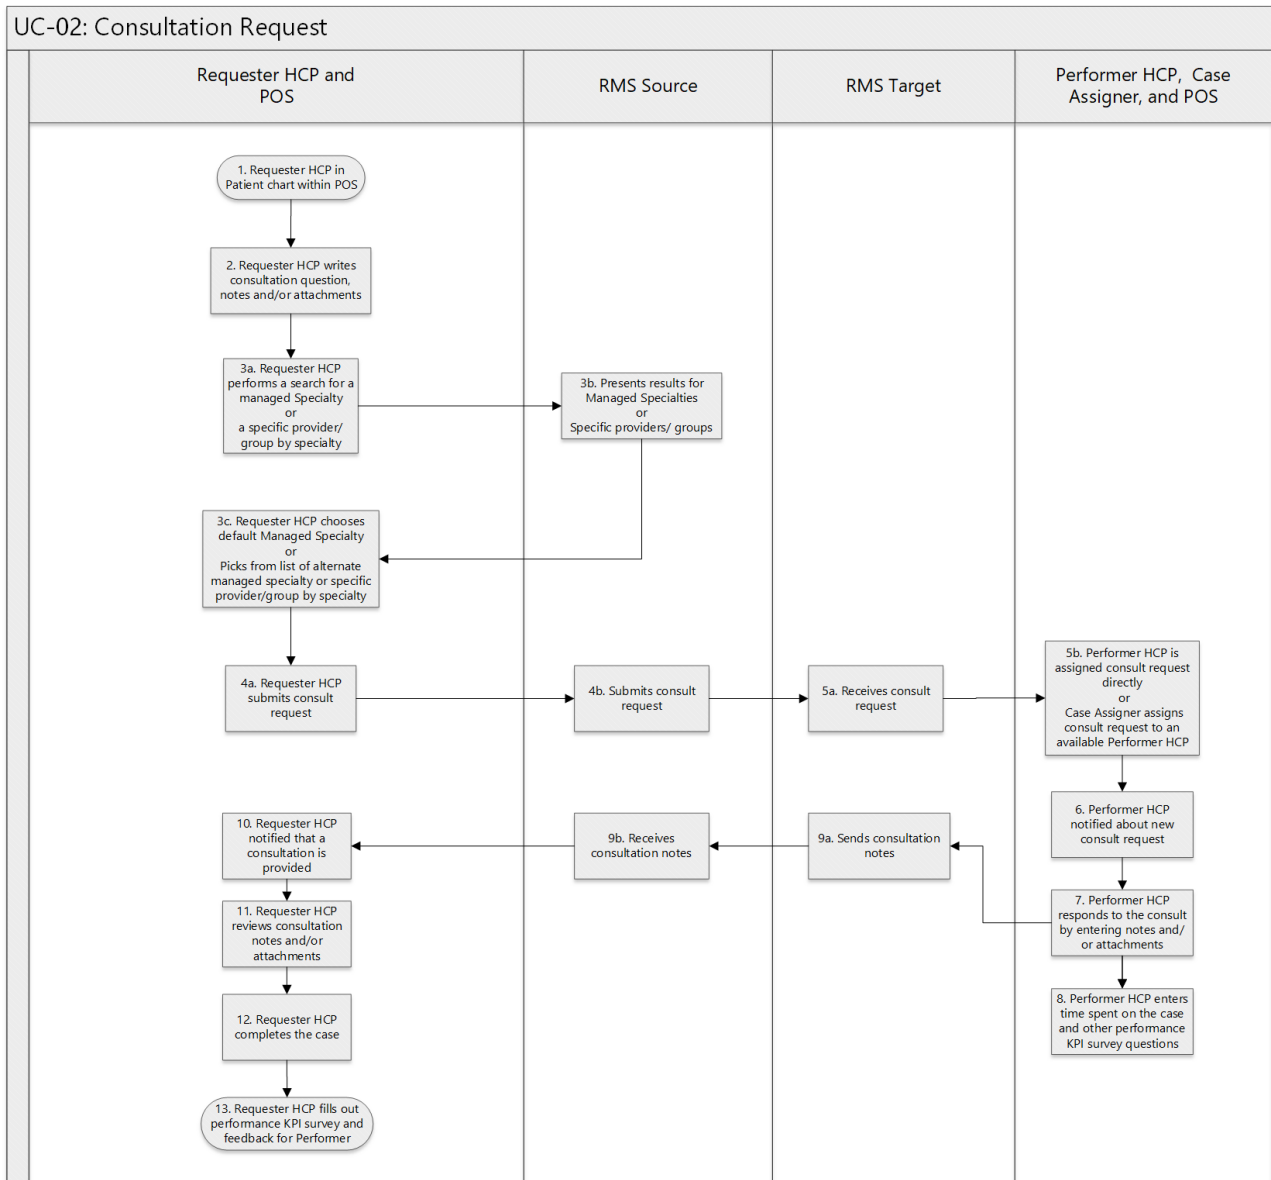 UC-02: Consultation Request
Requester HCP and
POS
RMS Source
RMS Target
Performer HCP, Case
Assigner, and POS
1. Requester HCP in
Patient chart within POS
2. Requester HCP writes
consultation question,
notes and/or attachments
3a. Requester HCP
performs a search for a
managed Specialty
or
a specific provider/
group by specialty
3b. Presents results for
Managed Specialties
or
Specific providers/ groups
3c. Requester HCP chooses
default Managed Specialty
or
Picks from list of alternate
managed specialty or specific
provider/group by specialty
4a. Requester HCP
submits consult
request
4b. Submits consult
request
5a. Receives consult
request
5b. Performer HCP is
assigned consult request
directly
or
Case Assigner assigns
consult request to an
available Performer HCP
6. Performer HCP
notified about new
consult request
7. Performer HCP
responds to the consult
by entering notes and/
or attachments
8. Performer HCP enters
time spent on the case
and other performance
KPI survey questions
9a. Sends consultation
notes
9b. Receives
consultation notes
10. Requester HCP
notified that a
consultation is
provided
11. Requester HCP
reviews consultation
notes and/or
attachments
12. Requester HCP
completes the case
13. Requester HCP fills out
performance KPI survey and
feedback for Performer